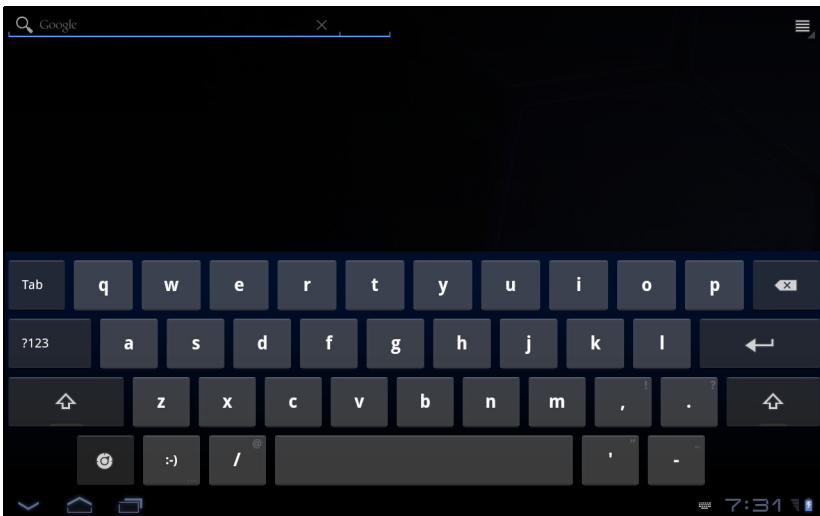 Google
Tab q w e r t y u i o p
?123 a s d f g h j k l
z x c v b n m , ! . ?
:-) ... / @ ' " - _
7:31